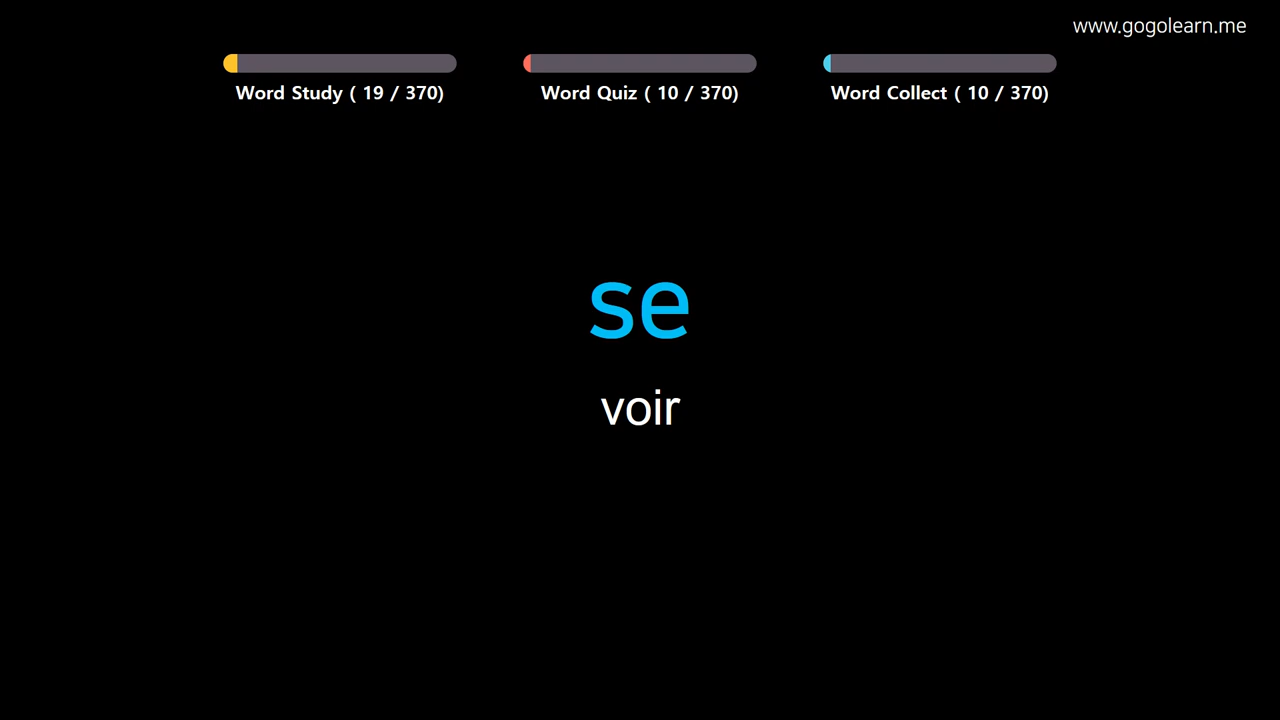 www.gogolearn.me
Word Study ( 19 / 370)
Word Quiz ( 10 / 370)
Word Collect ( 10 / 370)
se
voir